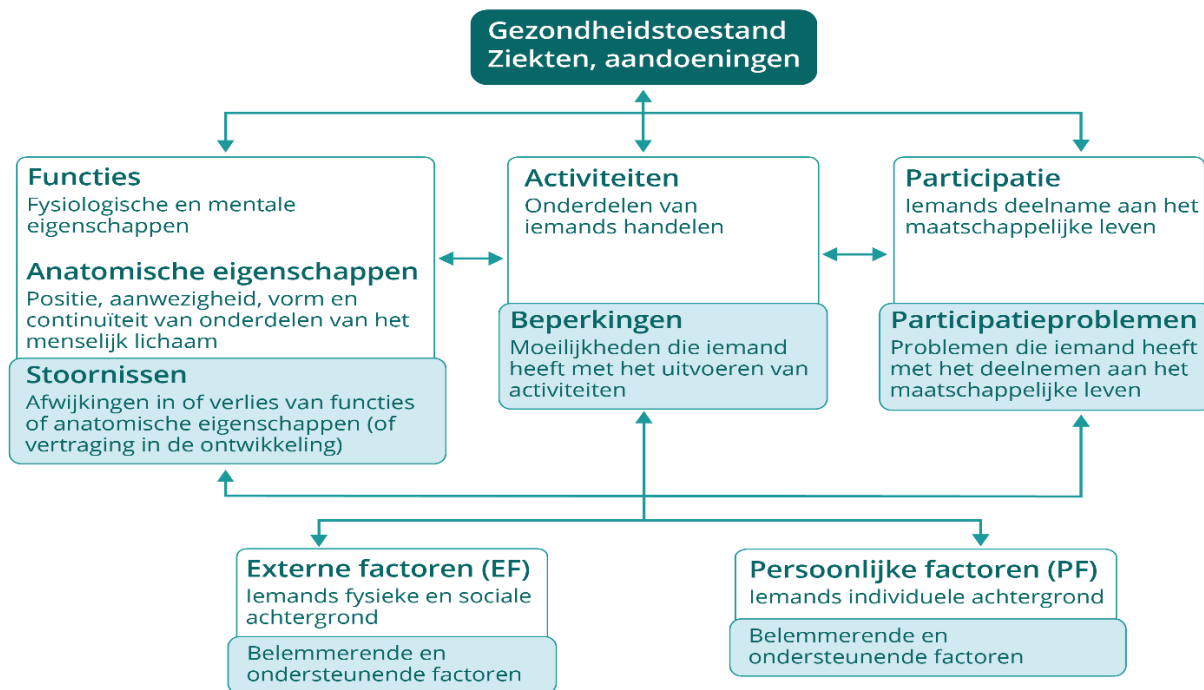 Gezondheidstoestand
Ziekten, aandoeningen
Functies
Fysiologische en mentale
eigenschappen
Anatomische eigenschappen
Positie, aanwezigheid, vorm en
continuïteit van onderdelen van het
menselijk lichaam
Stoornissen
Afwijkingen in of verlies van functies
of anatomische eigenschappen (of
vertraging in de ontwikkeling)
Activiteiten
Onderdelen van
iemands handelen
Beperkingen
Moeilijkheden die iemand
heeft met het uitvoeren van
activiteiten
Participatie
Iemands deelname aan het
maatschappelijke leven
Participatieproblemen
Problemen die iemand heeft
met het deelnemen aan het
maatschappelijke leven
Externe factoren (EF)
Iemands fysieke en sociale
achtergrond
Belemmerende en
ondersteunende factoren
Persoonlijke factoren (PF)
Iemands individuele achtergrond
Belemmerende en
ondersteunende factoren